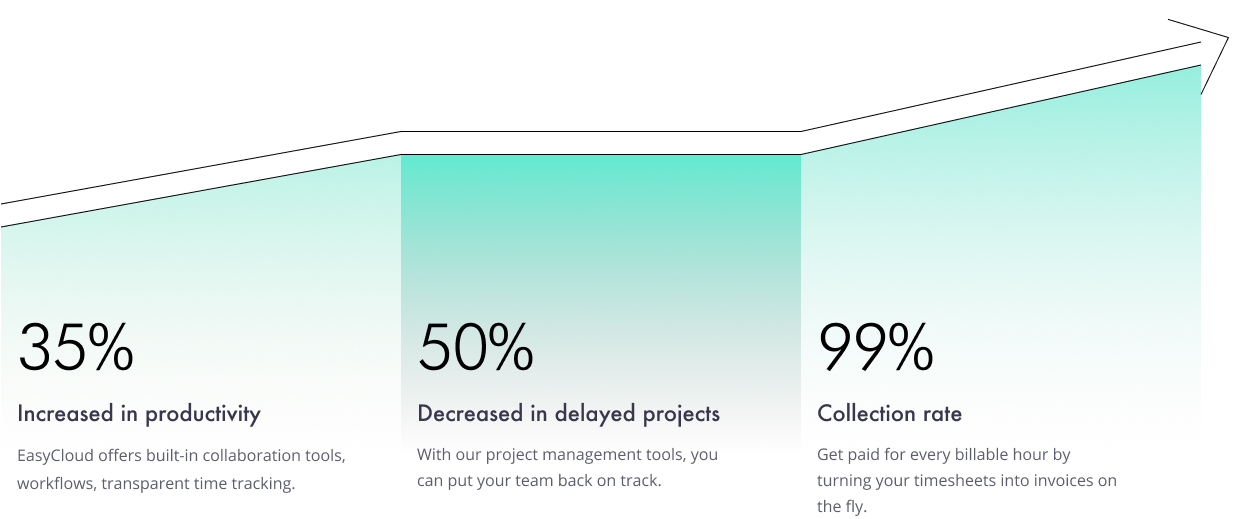 35%
Increased in productivity
EasyCloud offers built-in collaboration tools,
workflows, transparent time tracking.
50%
Decreased in delayed projects
With our project management tools, you
can put your team back on track.
99%
Collection rate
Get paid for every billable hour by
turning your timesheets into invoices on
the fly.